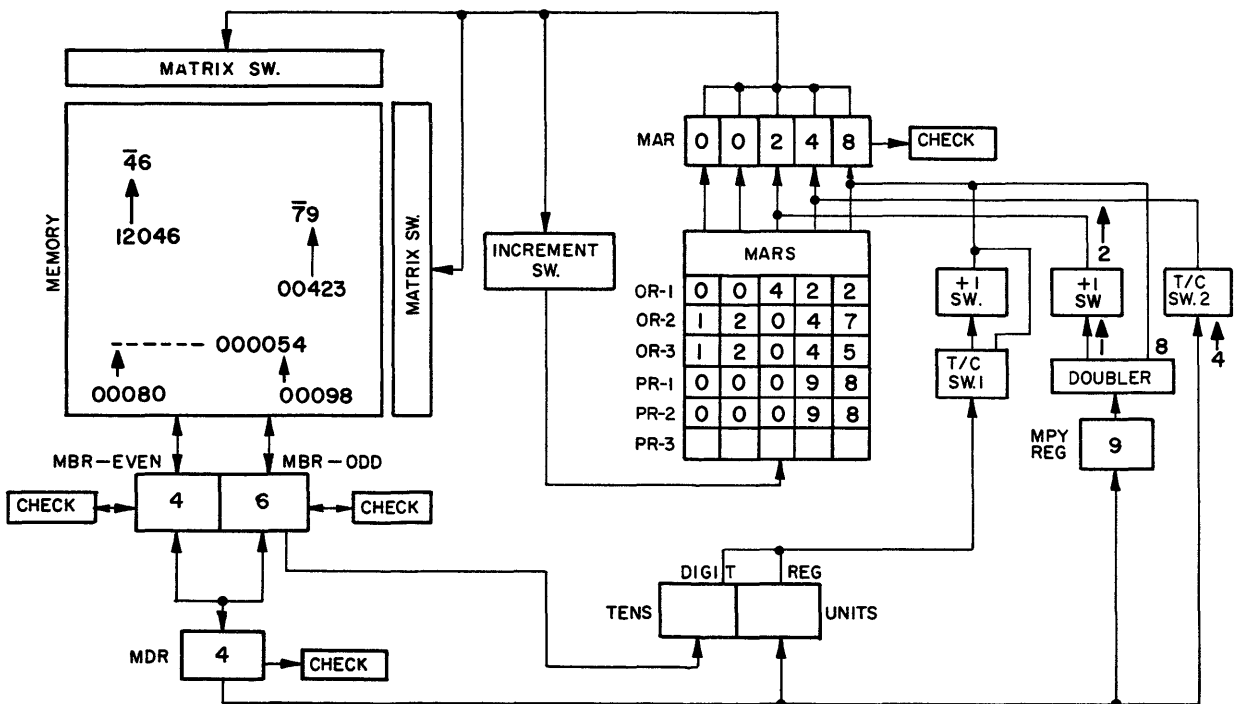 MATRIX SW.
MEMORY
4̅6
12046
7̅9
00423
------ 000054
00080
00098
MATRIX SW.
INCREMENT
SW.
MAR 0 0 2 4 8
CHECK
MARS
OR-1 0 0 4 2 2
OR-2 1 2 0 4 7
OR-3 1 2 0 4 5
PR-1 0 0 0 9 8
PR-2 0 0 0 9 8
PR-3
+1
SW.
T/C
SW.1
2
+1
SW
1
8
DOUBLER
T/C
SW.2
4
MPY
REG
9
MBR-EVEN
MBR-ODD
CHECK
4 6
CHECK
MDR 4
CHECK
DIGIT REG
TENS
UNITS